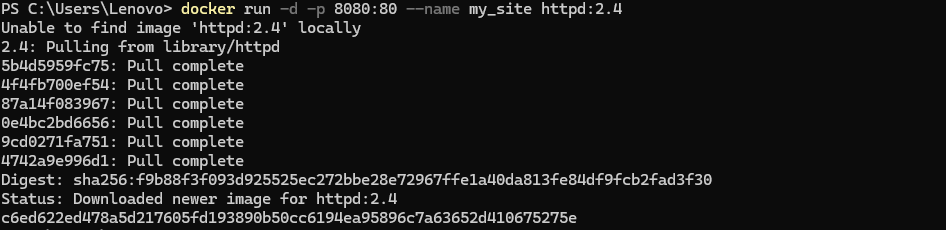 PS C:\Users\Lenovo> docker run -d -p 8080:80 --name my_site httpd:2.4
Unable to find image 'httpd:2.4' locally
2.4: Pulling from library/httpd
5b4d5959fc75: Pull complete
4f4fb700ef54: Pull complete
87a14f083967: Pull complete
0e4bc2bd6656: Pull complete
9cd0271fa751: Pull complete
4742a9e996d1: Pull complete
Digest: sha256:f9b88f3f093d925525ec272bbe28e72967ffe1a40da813fe84df9fcb2fad3f30
Status: Downloaded newer image for httpd:2.4
c6ed622ed478a5d217605fd193890b50cc6194ea95896c7a63652d410675275e